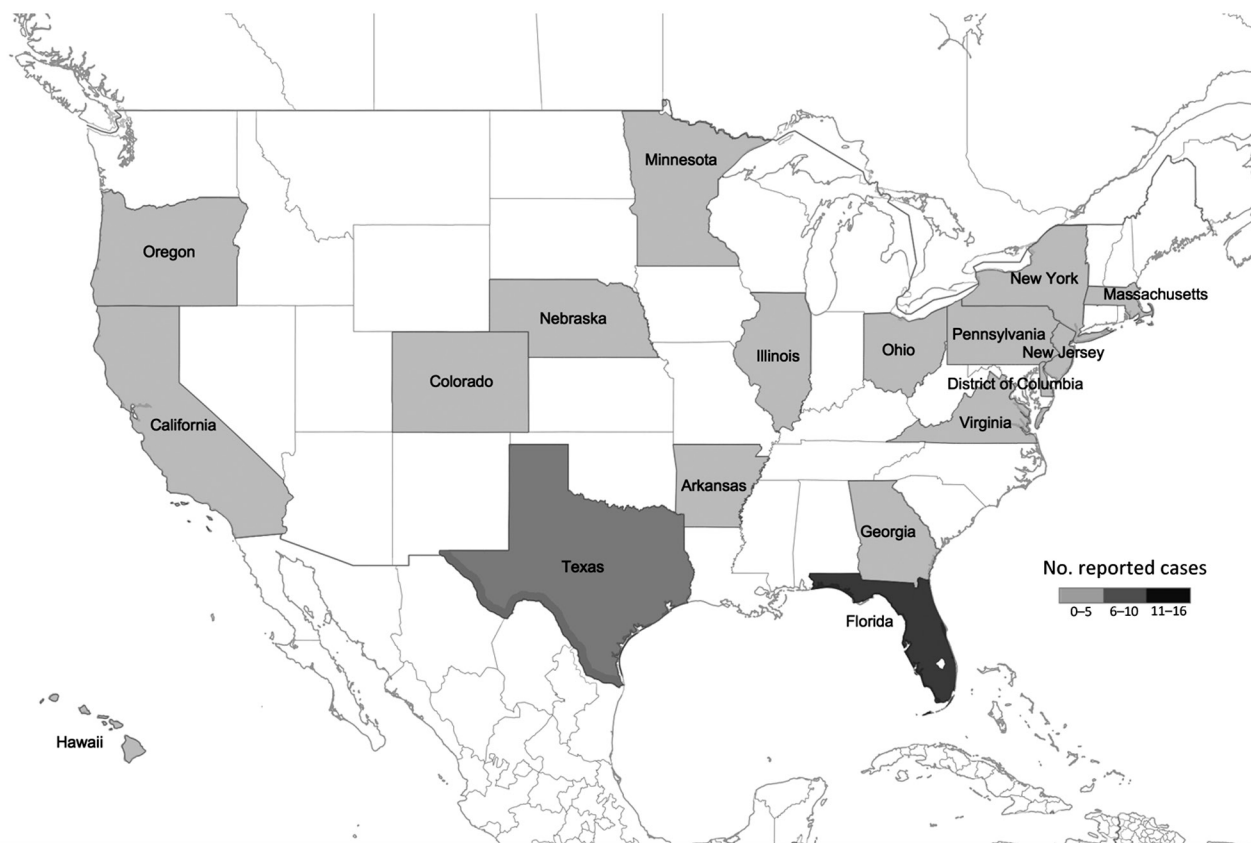 Minnesota
Oregon
New York
Massachusetts
Nebraska
Pennsylvania
Illinois
Ohio
New Jersey
Colorado
District of Columbia
California
Virginia
Arkansas
Georgia
Texas
No. reported cases
0–5 6–10 11–16
Florida
Hawaii